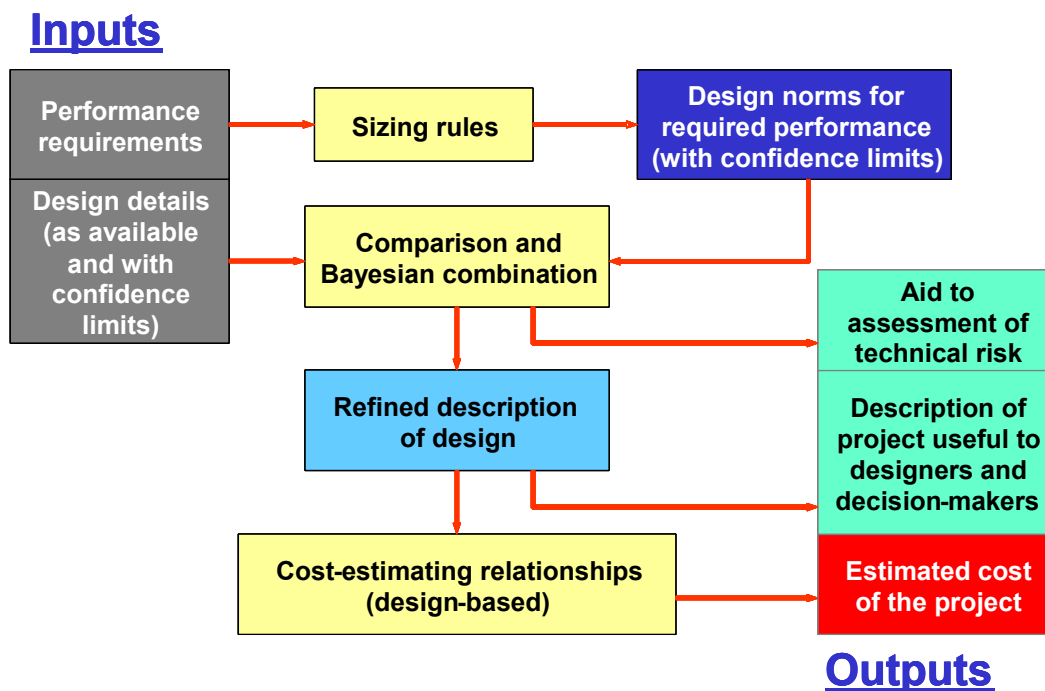 Inputs
Performance
requirements
Sizing rules
Design norms for
required performance
(with confidence limits)
Design details
(as available
and with
confidence
limits)
Comparison and
Bayesian combination
Aid to
assessment of
technical risk
Refined description
of design
Description of
project useful to
designers and
decision-makers
Cost-estimating relationships
(design-based)
Estimated cost
of the project
Outputs